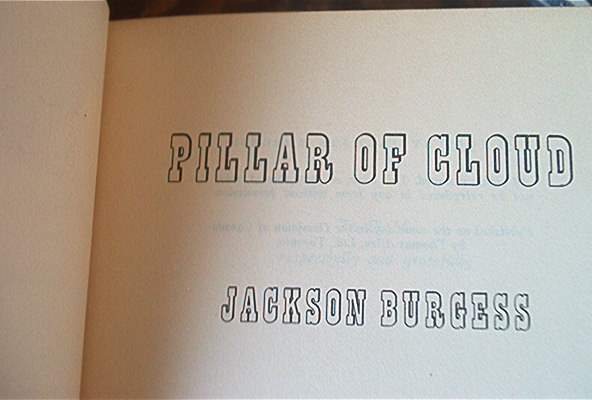 PILLAR OF CLOUD
JACKSON BURGESS